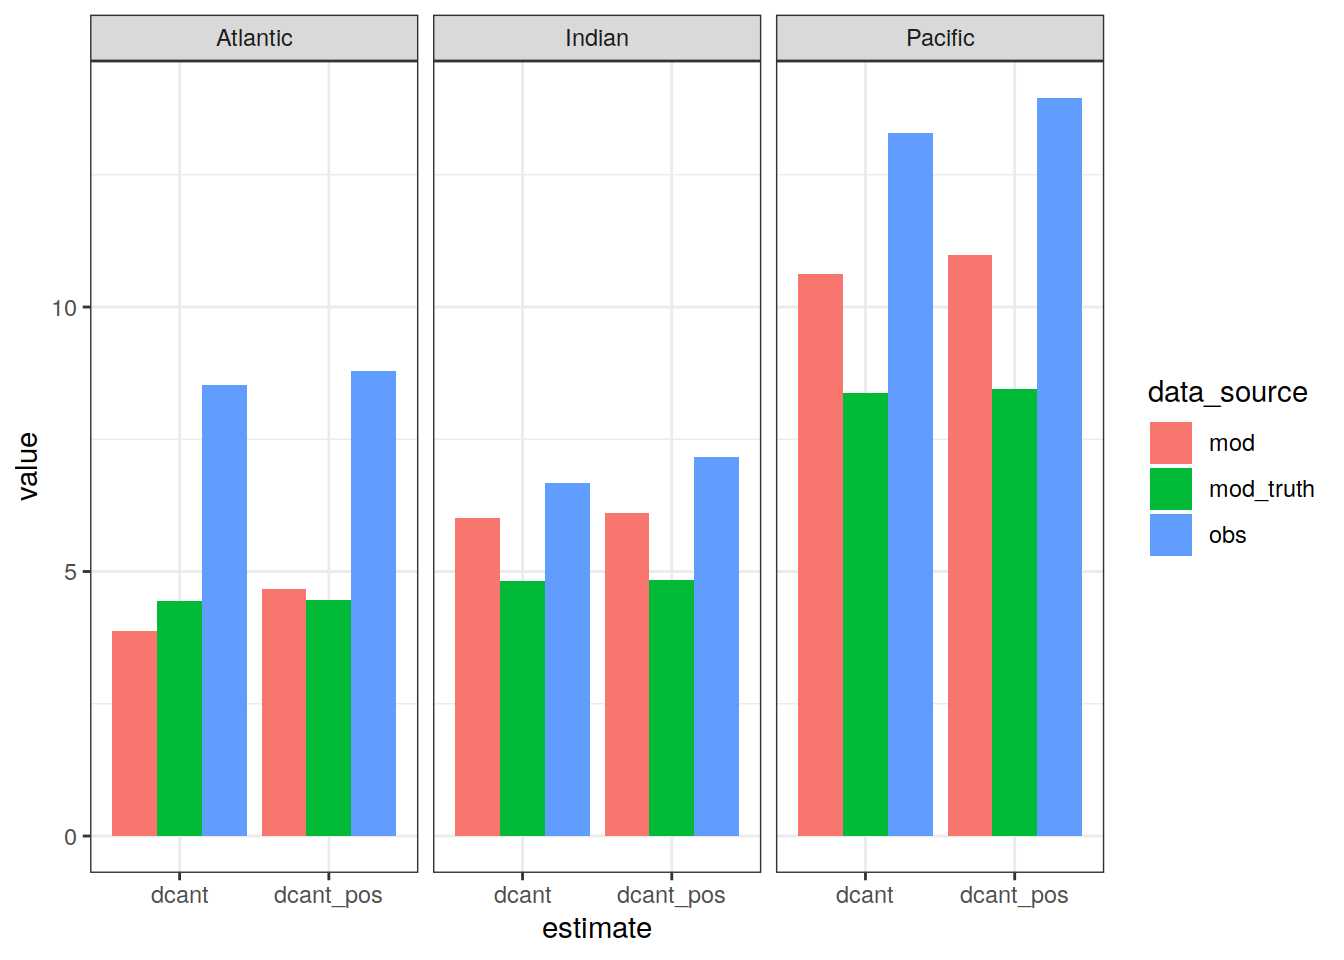 Atlantic Indian Pacific
value
10
5
0
dcant dcant_pos dcant dcant_pos dcant dcant_pos
estimate
data_source
mod
mod_truth
obs